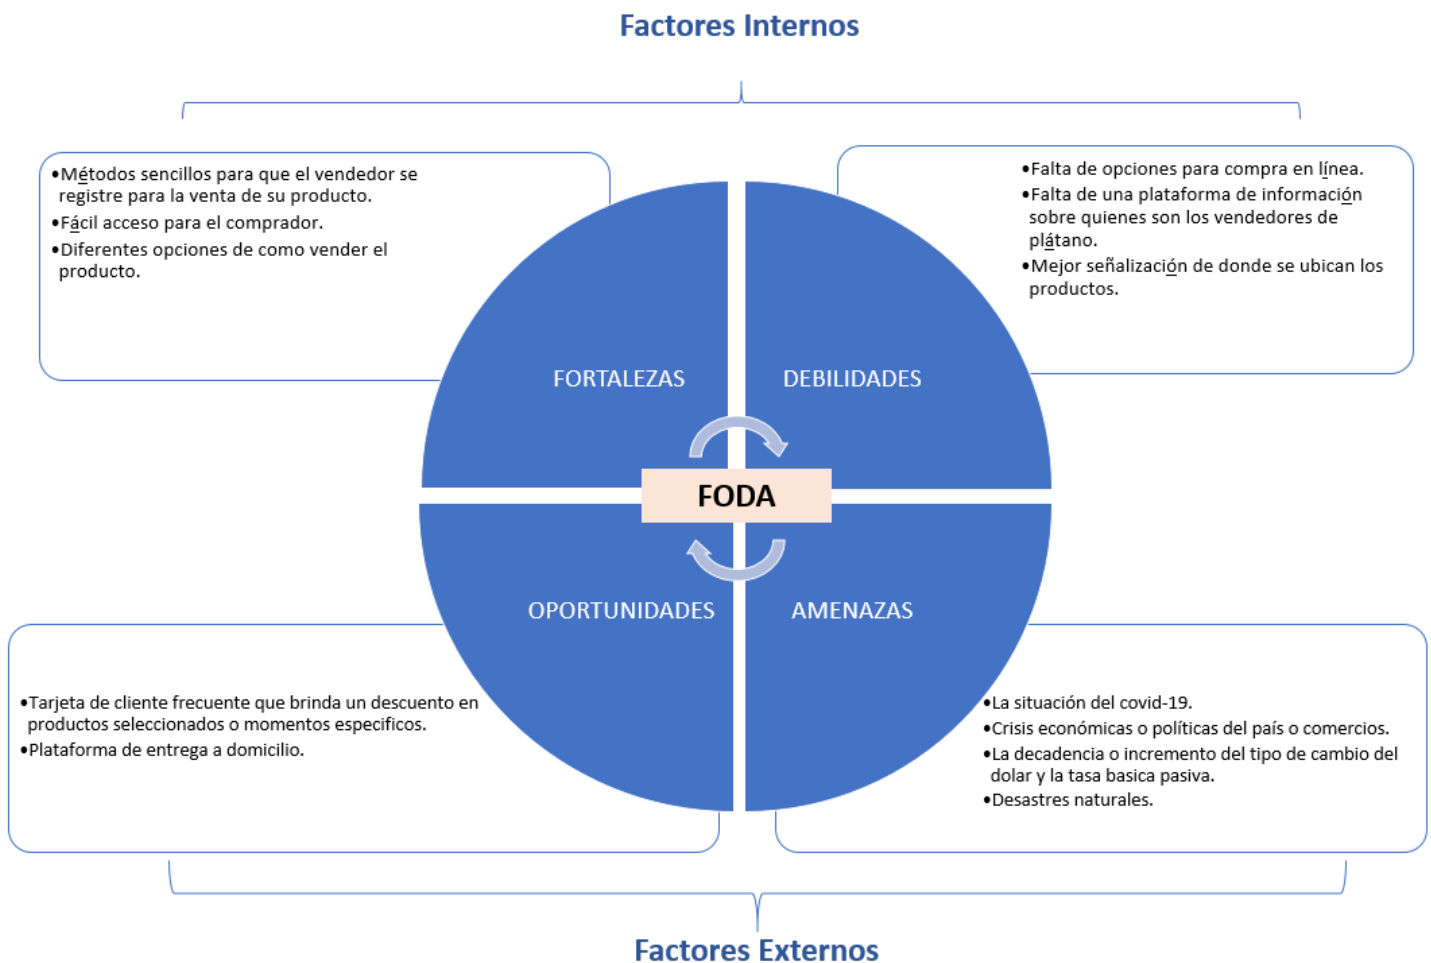 Factores Internos
•Métodos sencillos para que el vendedor se
registre para la venta de su producto.
•Fácil acceso para el comprador.
•Diferentes opciones de como vender el
producto.
•Falta de opciones para compra en línea.
•Falta de una plataforma de información
sobre quienes son los vendedores de
plátano.
•Mejor señalización de donde se ubican los
productos.
FORTALEZAS
DEBILIDADES
FODA
OPORTUNIDADES
AMENAZAS
•Tarjeta de cliente frecuente que brinda un descuento en
productos seleccionados o momentos especificos.
•Plataforma de entrega a domicilio.
•La situación del covid-19.
•Crisis económicas o políticas del país o comercios.
•La decadencia o incremento del tipo de cambio del
dolar y la tasa basica pasiva.
•Desastres naturales.
Factores Externos